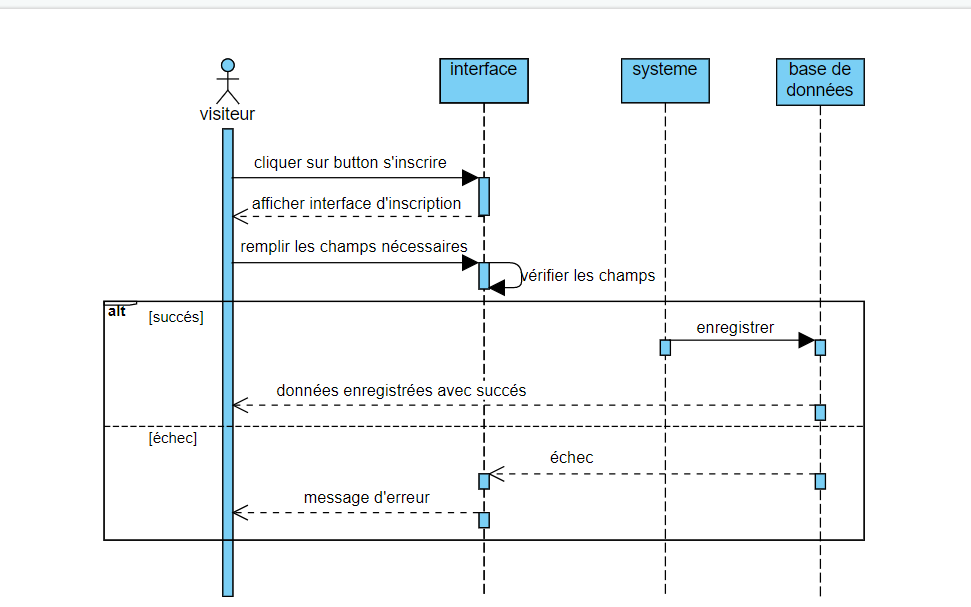 visiteur
interface
systeme
base de
données
cliquer sur button s'inscrire
afficher interface d'inscription
remplir les champs nécessaires
vérifier les champs
alt
[succés]
enregistrer
données enregistrées avec succés
[échec]
échec
message d'erreur